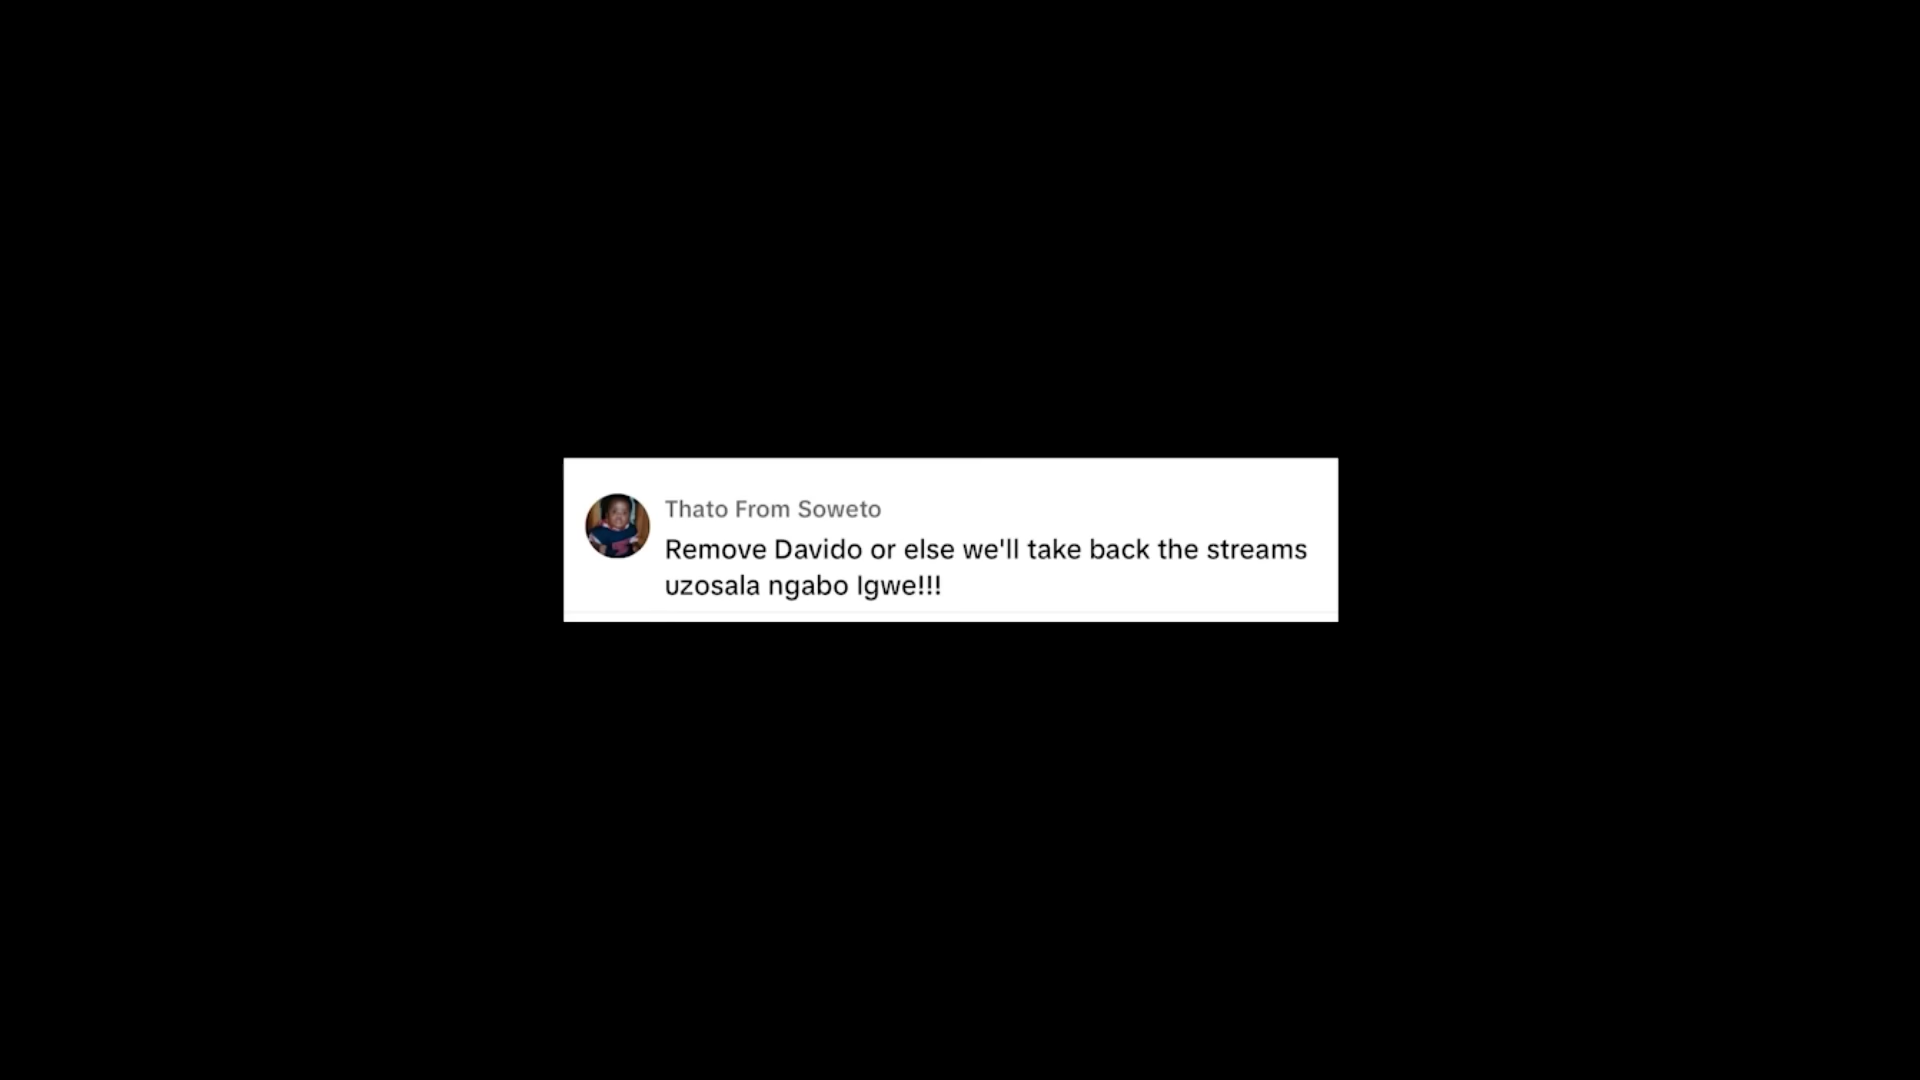 Thato From Soweto
Remove Davido or else we'll take back the streams
uzosala ngabo Igwe!!!